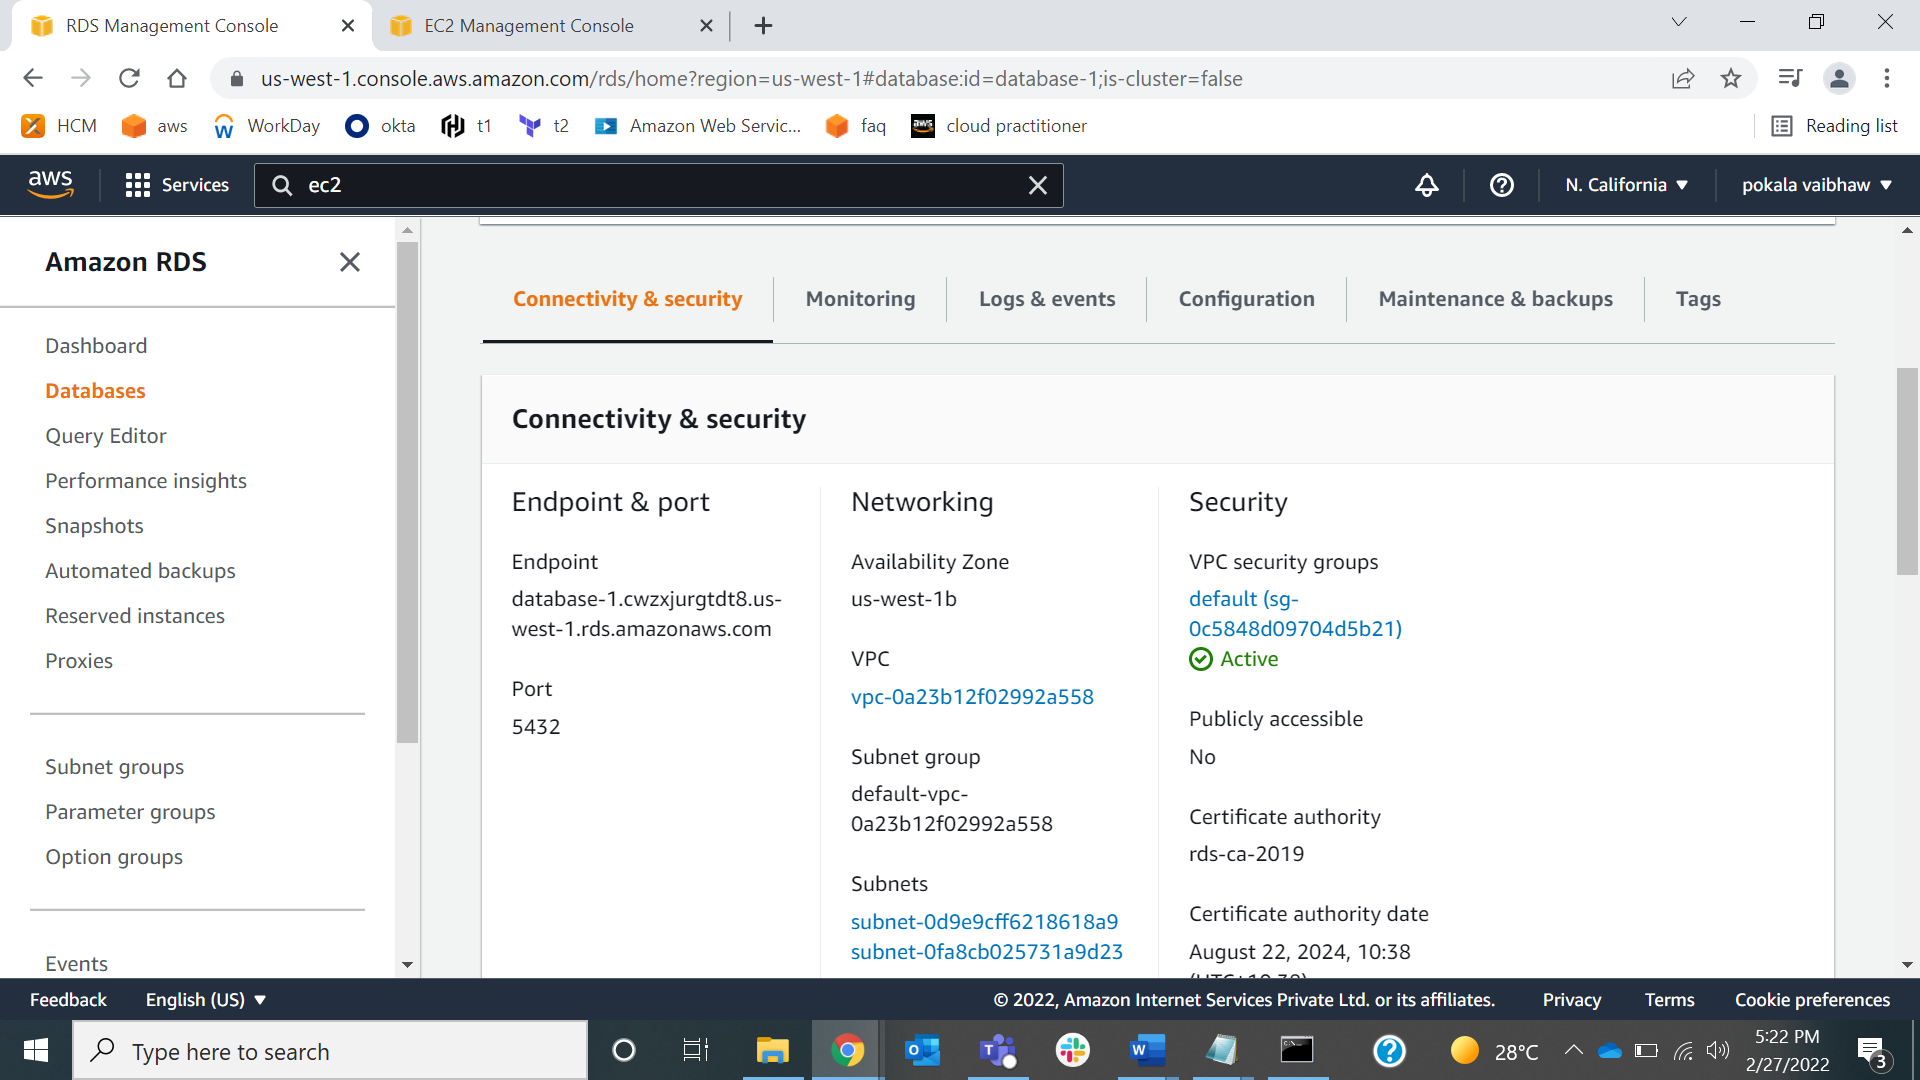 RDS Management Console
EC2 Management Console
us-west-1.console.aws.amazon.com/rds/home?region=us-west-1#database:id=database-1;is-cluster=false
HCM
aws
WorkDay
okta
t1
t2
Amazon Web Servic...
faq
cloud practitioner
Reading list
aws
Services
ec2
N. California
pokala vaibhaw
Amazon RDS
Dashboard
Databases
Query Editor
Performance insights
Snapshots
Automated backups
Reserved instances
Proxies
Subnet groups
Parameter groups
Option groups
Events
Connectivity & security
Monitoring
Logs & events
Configuration
Maintenance & backups
Tags
Connectivity & security
Endpoint & port
Endpoint
database-1.cwzxjurgtdt8.us-
west-1.rds.amazonaws.com
Port
5432
Networking
Availability Zone
us-west-1b
VPC
vpc-0a23b12f02992a558
Subnet group
default-vpc-
0a23b12f02992a558
Subnets
subnet-0d9e9cff6218618a9
subnet-0fa8cb025731a9d23
Security
VPC security groups
default (sg-
0c5848d09704d5b21)
Active
Publicly accessible
No
Certificate authority
rds-ca-2019
Certificate authority date
August 22, 2024, 10:38
Feedback
English (US)
© 2022, Amazon Internet Services Private Ltd. or its affiliates.
Privacy
Terms
Cookie preferences
Type here to search
28°C
5:22 PM
2/27/2022
3